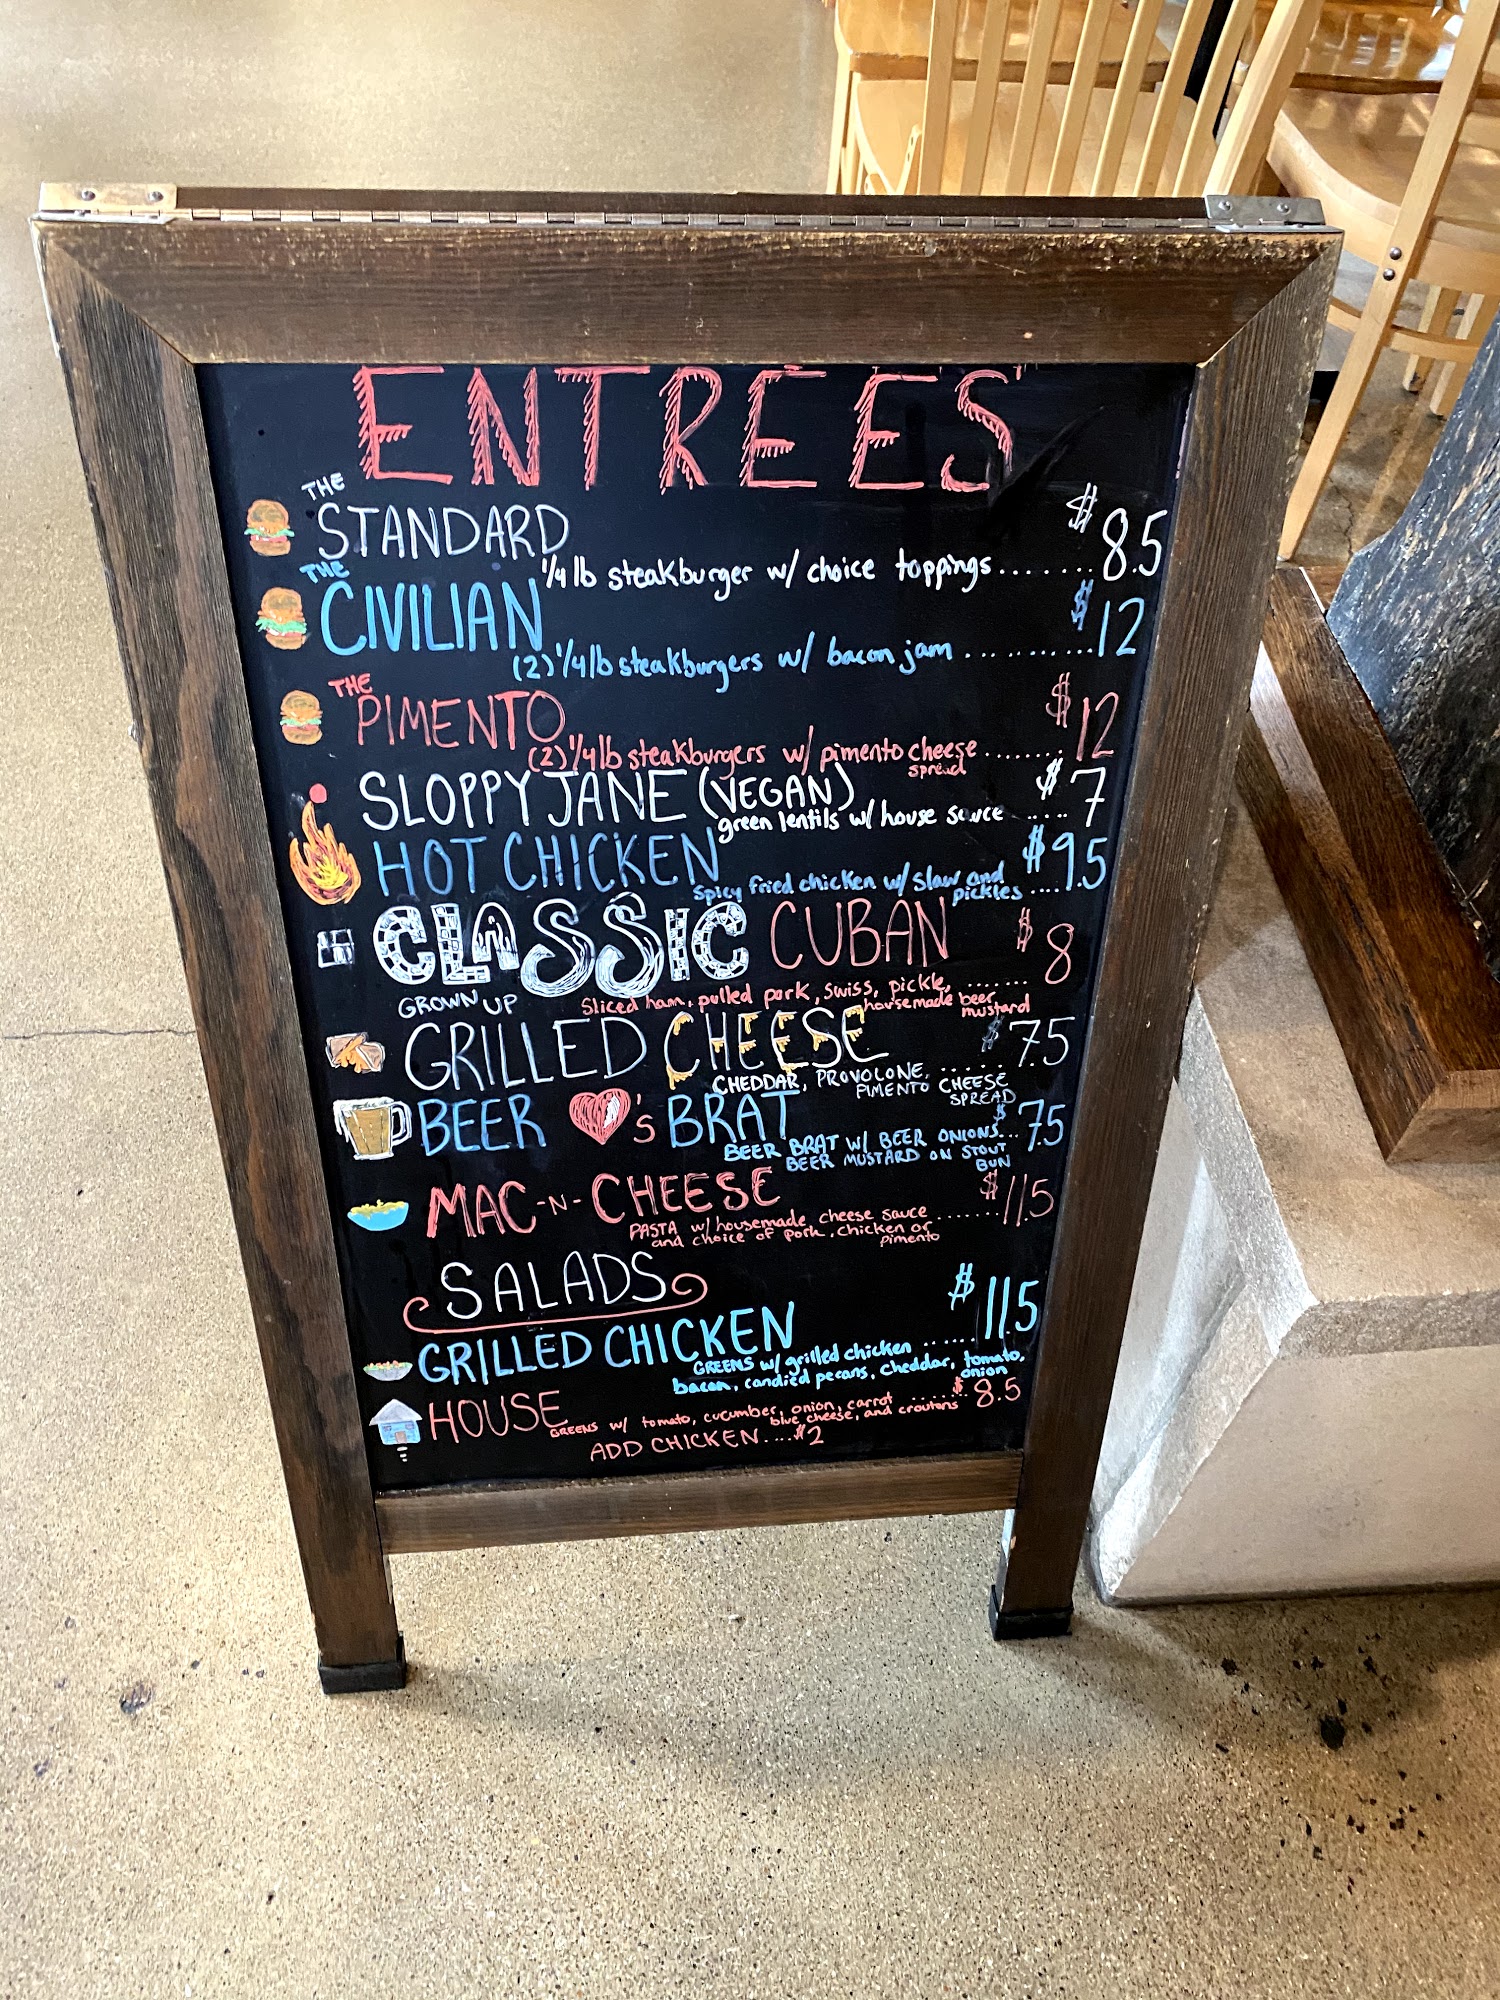 ENTREES
THE
STANDARD $8.5
1/4 lb steakburger w/ choice toppings.......
THE
CIVILIAN $12
(2) 1/4 lb steakburgers w/ bacon jam ............
THE
PIMENTO $12
(2) 1/4 lb steakburgers w/ pimento cheese.......
spread
SLOPPY JANE (VEGAN) $7
green lentils w/ house sauce .....
HOT CHICKEN $9.5
Spicy fried chicken w/ slaw and
pickles ....
CLASSIC CUBAN $8
Sliced ham, pulled pork, swiss, pickle, .......
housemade beer
mustard
GROWN UP
GRILLED CHEESE $7.5
CHEDDAR, PROVOLONE, ......
PIMENTO CHEESE
SPREAD
BEER 's BRAT $7.5
BEER BRAT W/ BEER ONIONS...
BEER MUSTARD ON STOUT
BUN
MAC-N-CHEESE $11.5
PASTA w/ housemade cheese sauce .......
and choice of pork, chicken or
pimento
SALADS
GRILLED CHICKEN $11.5
GREENS w/ grilled chicken ......
bacon, candied pecans, cheddar, tomato,
onion
HOUSE $8.5
GREENS w/ tomato, cucumber, onion, carrot ......
blue cheese, and croutons
ADD CHICKEN....$2